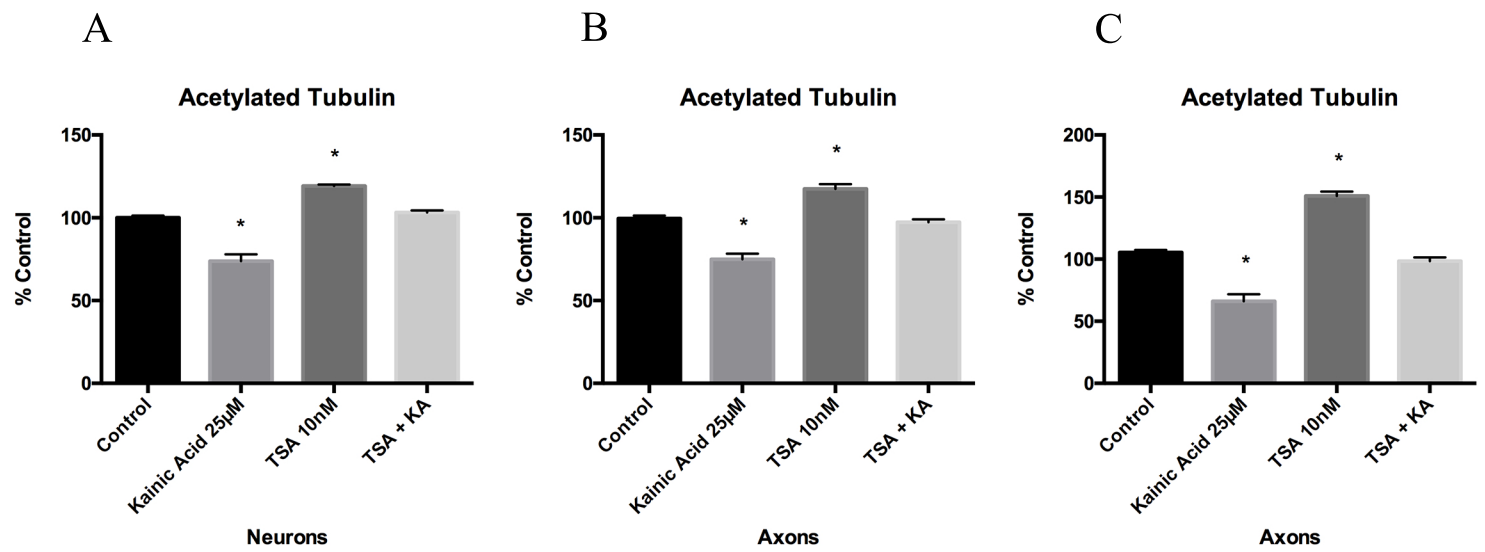 A
Acetylated Tubulin
% Control
150
100
50
0
Control
Kainic Acid 25µM
TSA 10nM
TSA + KA
Neurons
*
*
B
Acetylated Tubulin
% Control
150
100
50
0
Control
Kainic Acid 25µM
TSA 10nM
TSA + KA
Axons
*
*
C
Acetylated Tubulin
% Control
200
150
100
50
0
Control
Kainic Acid 25µM
TSA 10nM
TSA + KA
Axons
*
*